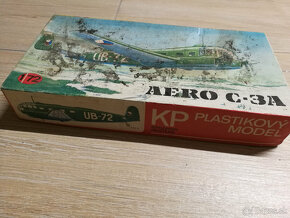 1:72
UB-72
AERO C-3A
UB-72
KP
PLASTIKOVÝ
MODEL